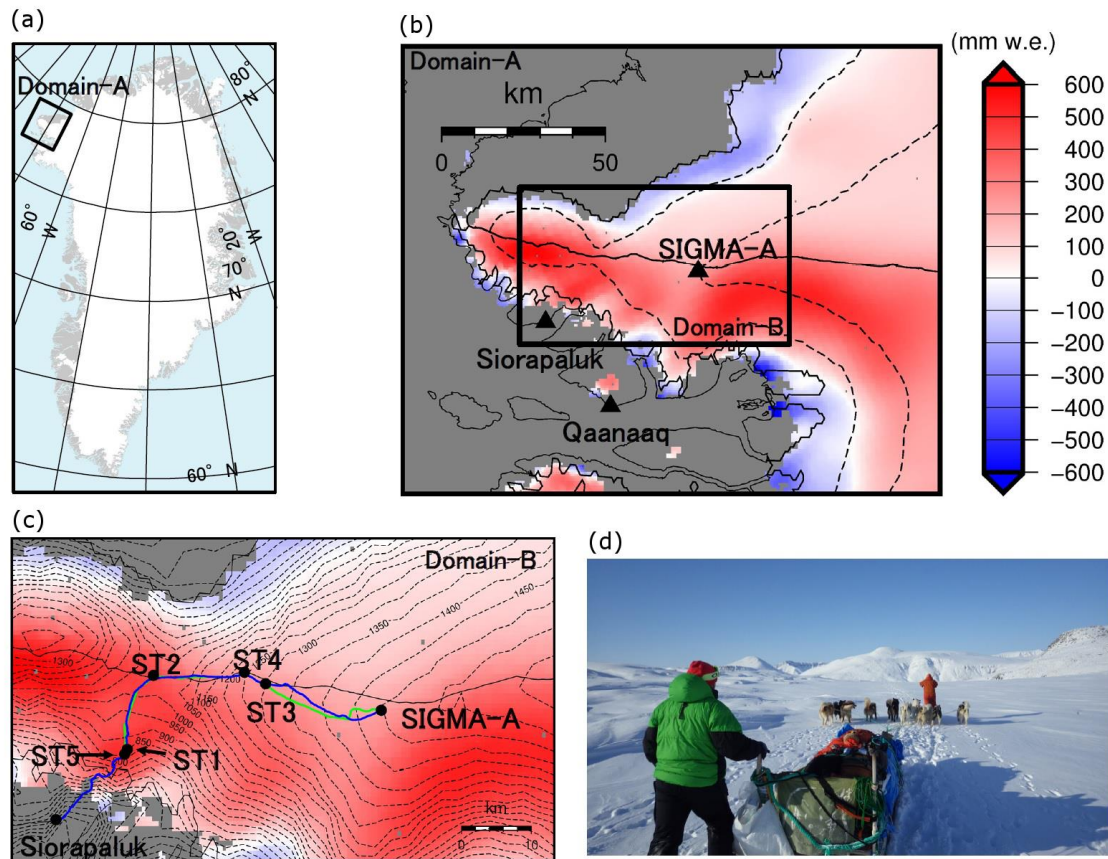 (a)
Domain-A
80°
N
60°
W
20°
W
70°
N
60° N
(b)
Domain-A
km
0 50
SIGMA-A
Domain-B
Siorapaluk
Qaanaaq
(mm w.e.)
600
500
400
300
200
100
0
-100
-200
-300
-400
-500
-600
(c)
Domain-B
1450
1400
1350
1300
1300
ST2
ST4
1200
1150
1100
1050
1000
950
900
850
ST3
SIGMA-A
ST5
ST1
km
0 10
Siorapaluk
(d)